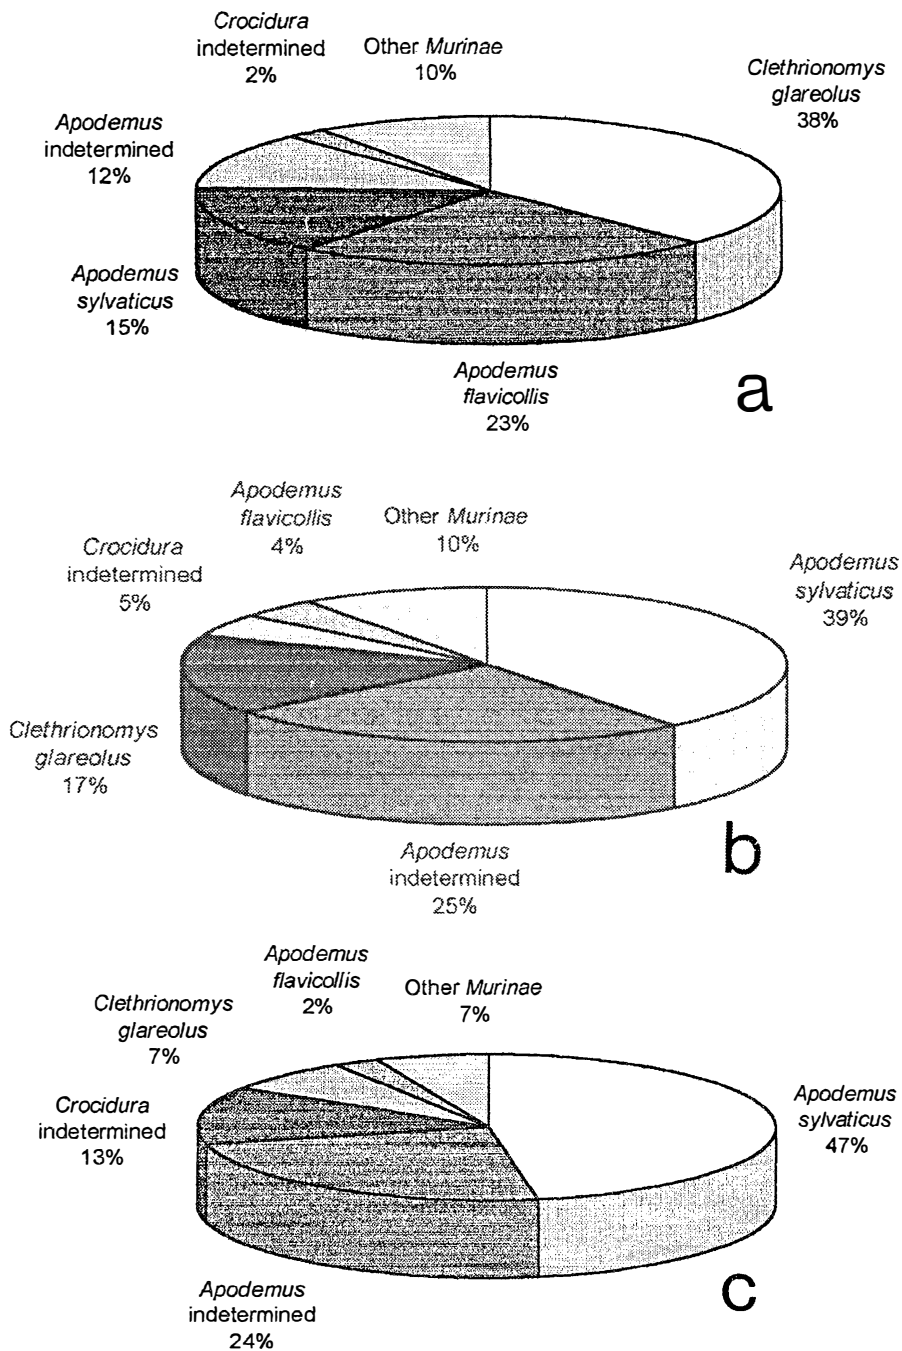 Crocidura
indetermined
2%
Other Murinae
10%
Clethrionomys
glareolus
38%
Apodemus
indetermined
12%
Apodemus
sylvaticus
15%
Apodemus
flavicollis
23%
a
Apodemus
flavicollis
4%
Other Murinae
10%
Crocidura
indetermined
5%
Apodemus
sylvaticus
39%
Clethrionomys
glareolus
17%
Apodemus
indetermined
25%
b
Apodemus
flavicollis
2%
Other Murinae
7%
Clethrionomys
glareolus
7%
Crocidura
indetermined
13%
Apodemus
sylvaticus
47%
Apodemus
indetermined
24%
c